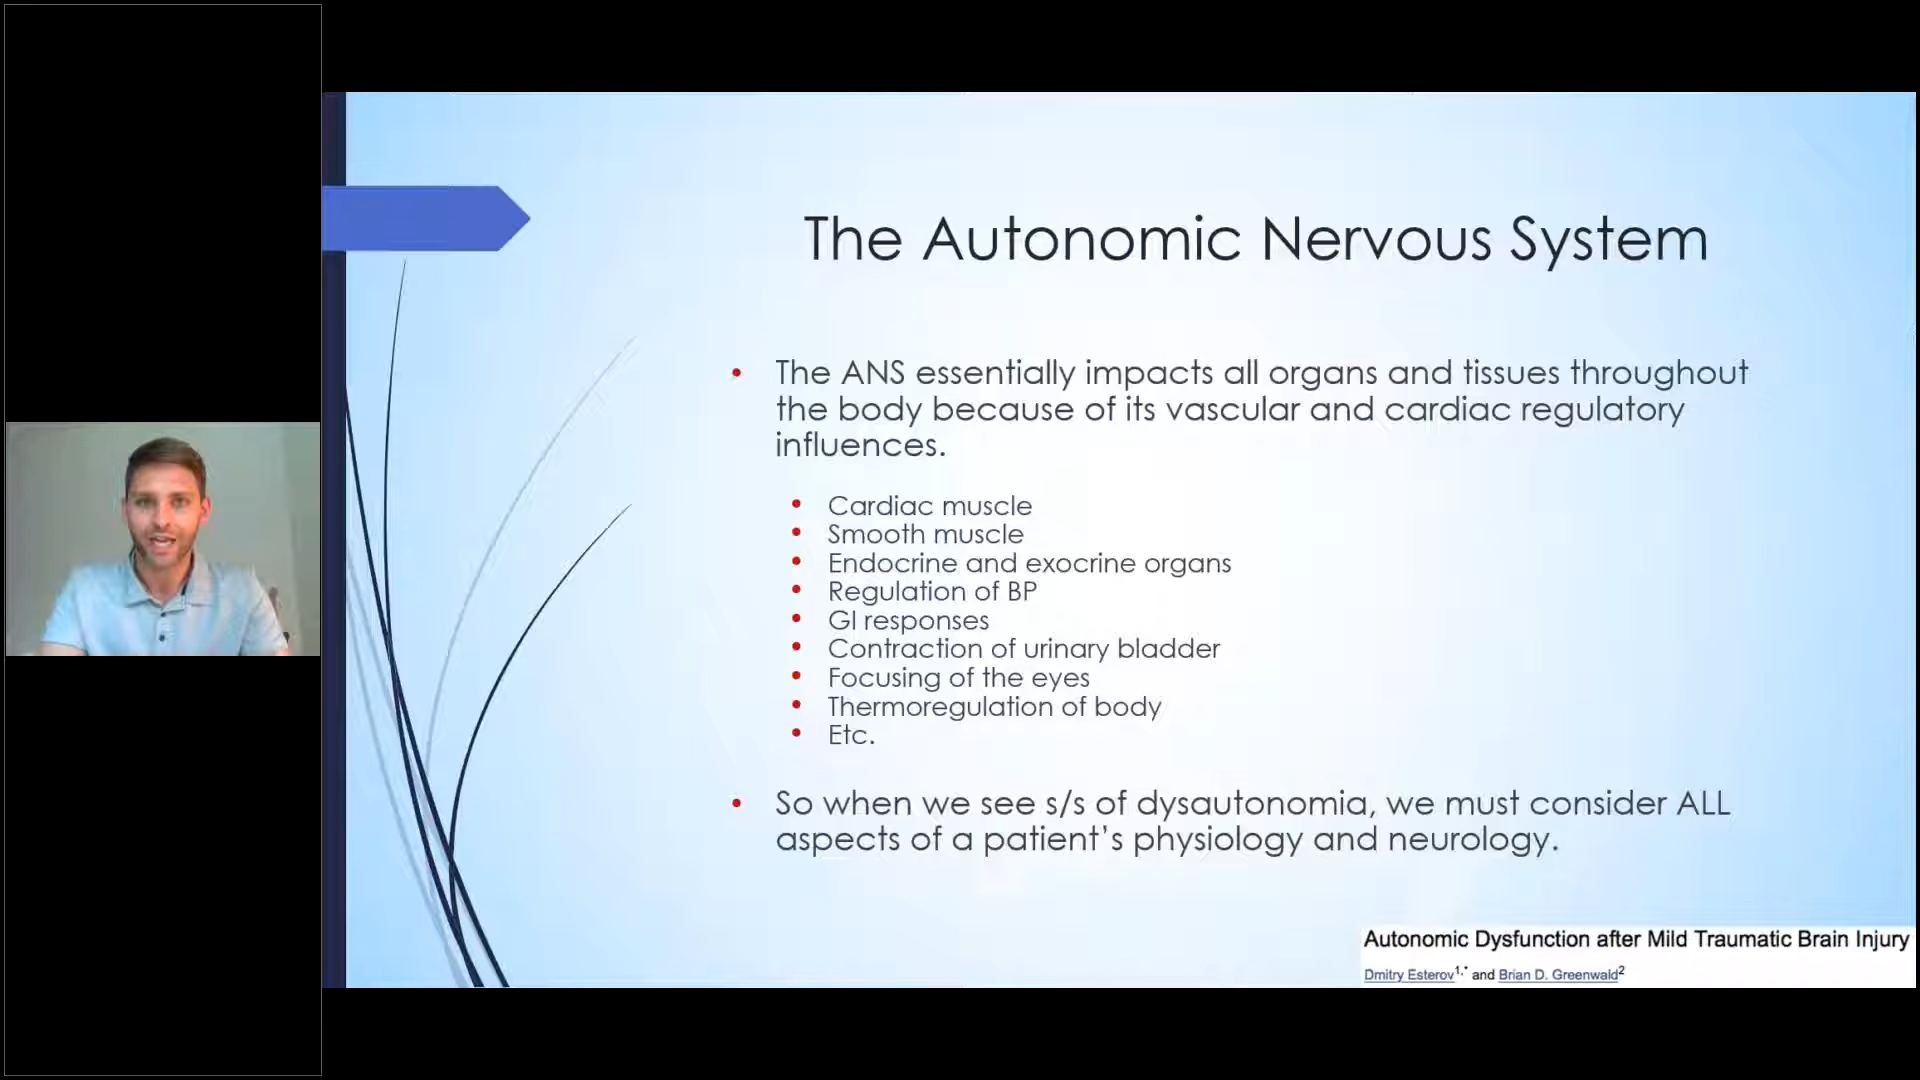 The Autonomic Nervous System
• The ANS essentially impacts all organs and tissues throughout
the body because of its vascular and cardiac regulatory
influences.
• Cardiac muscle
• Smooth muscle
• Endocrine and exocrine organs
• Regulation of BP
• GI responses
• Contraction of urinary bladder
• Focusing of the eyes
• Thermoregulation of body
• Etc.
• So when we see s/s of dysautonomia, we must consider ALL
aspects of a patient’s physiology and neurology.
Autonomic Dysfunction after Mild Traumatic Brain Injury
Dmitry Esterov1,* and Brian D. Greenwald2